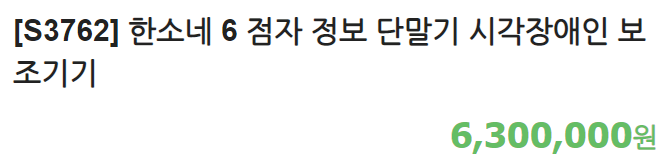 [S3762] 한소네 6 점자 정보 단말기 시각장애인 보
조기기
6,300,000원